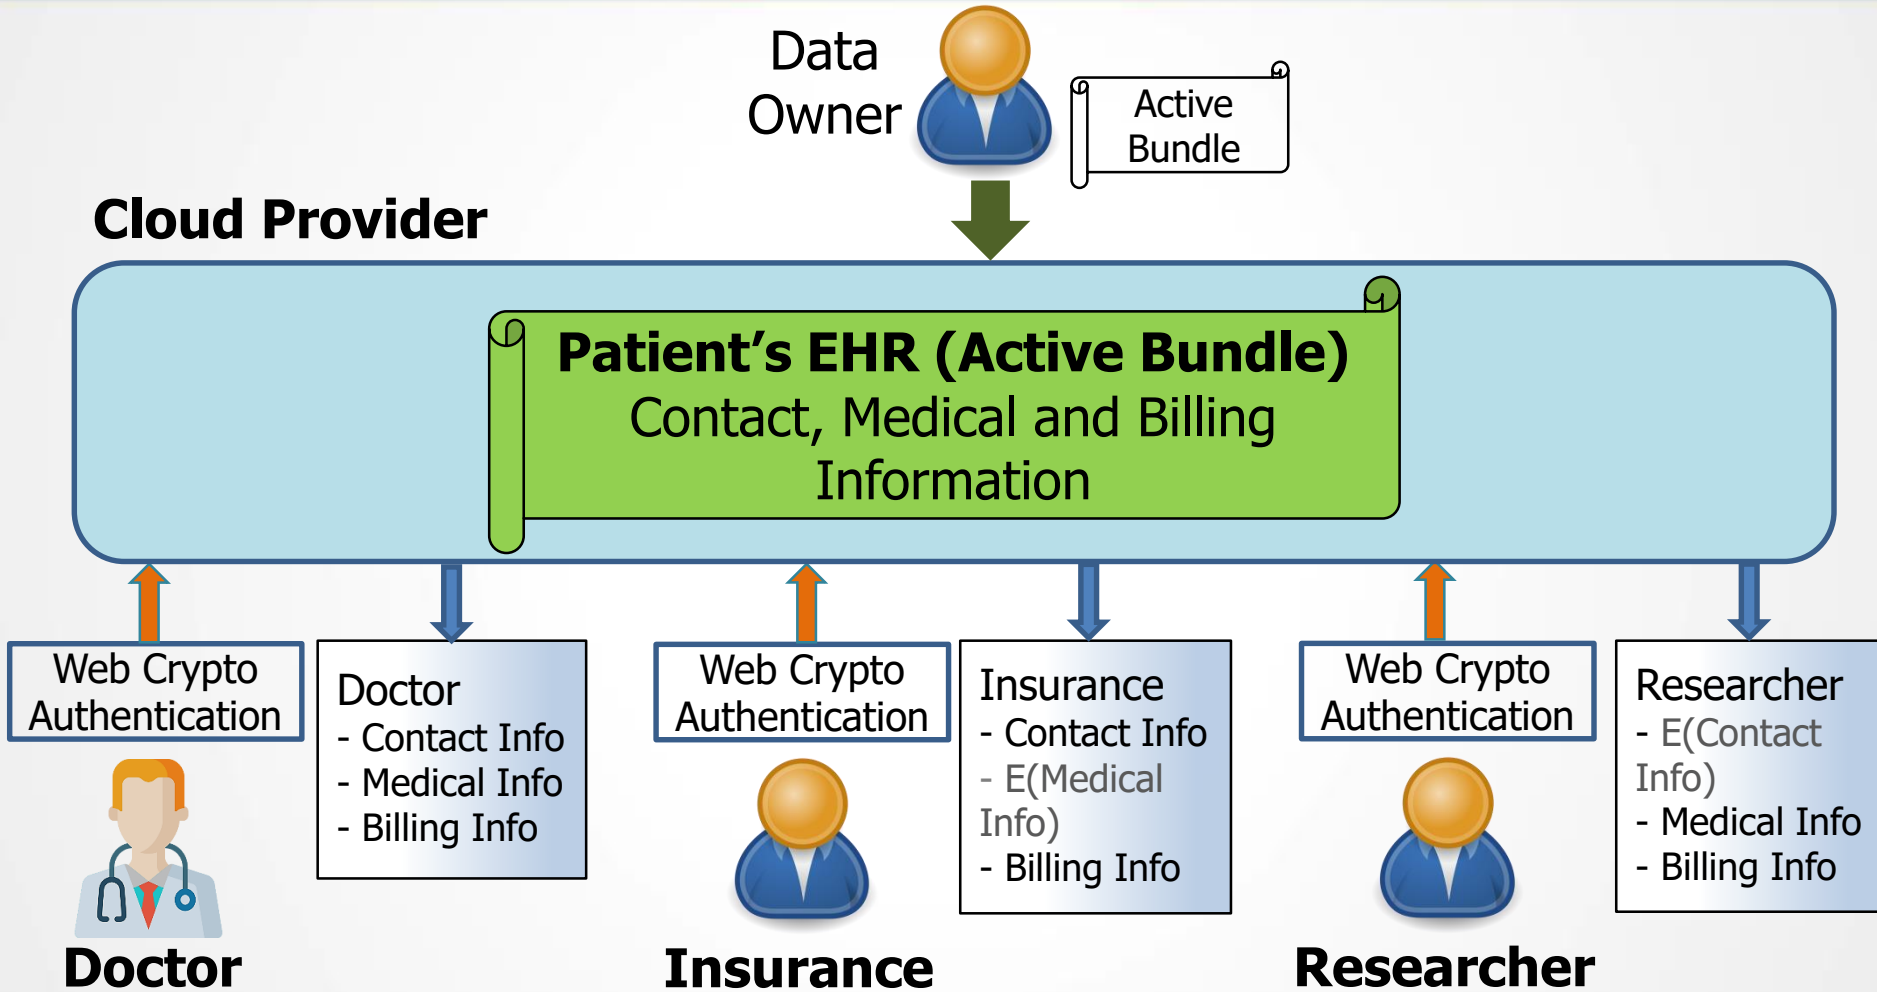 Data
Owner
Active
Bundle
Cloud Provider
Patient’s EHR (Active Bundle)
Contact, Medical and Billing
Information
Web Crypto
Authentication
Doctor
- Contact Info
- Medical Info
- Billing Info
Web Crypto
Authentication
Insurance
- Contact Info
- E(Medical
Info)
- Billing Info
Web Crypto
Authentication
Researcher
- E(Contact
Info)
- Medical Info
- Billing Info
Doctor
Insurance
Researcher